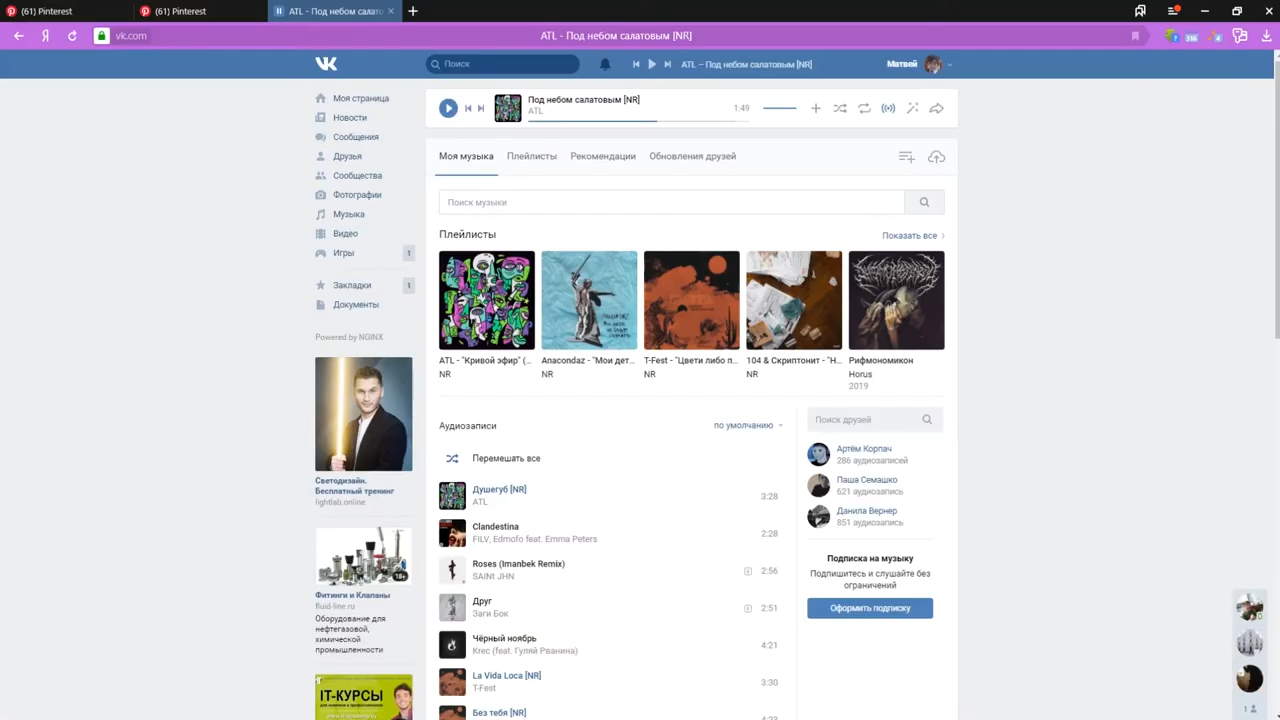 (61) Pinterest
(61) Pinterest
ATL - Под небом салато
vk.com
ATL - Под небом салатовым [NR]
116
4
Поиск
ATL – Под небом салатовым [NR]
Матвей
Моя страница
Новости
Сообщения
Друзья
Сообщества
Фотографии
Музыка
Видео
Игры
1
Закладки
1
Документы
Powered by NGINX
Светодизайн.
Бесплатный тренинг
lightlab.online
18+
Фитинги и Клапаны
fluid-line.ru
Оборудование для
нефтегазовой,
химической
промышленности
IT-КУРСЫ
Под небом салатовым [NR]
ATL
1:49
Моя музыка
Плейлисты
Рекомендации
Обновления друзей
Поиск музыки
Плейлисты
Показать все
ATL - "Кривой эфир" (...
NR
Anacondaz - "Мои дет...
NR
T-Fest - "Цвети либо п...
NR
104 & Скриптонит - "Н...
NR
Рифмономикон
Horus
2019
Аудиозаписи
по умолчанию
Перемешать все
Душегуб [NR]
ATL
3:28
Clandestina
FILV, Edmofo feat. Emma Peters
2:28
Roses (Imanbek Remix)
SAINt JHN
E
2:56
Друг
Заги Бок
E
2:51
Чёрный ноябрь
Krec (feat. Гуляй Рванина)
4:21
La Vida Loca [NR]
T-Fest
3:30
Без тебя [NR]
4:23
Поиск друзей
Артём Корпач
286 аудиозаписей
Паша Семашко
621 аудиозапись
Данила Вернер
851 аудиозапись
Подписка на музыку
Подпишитесь и слушайте без
ограничений
Оформить подписку
1